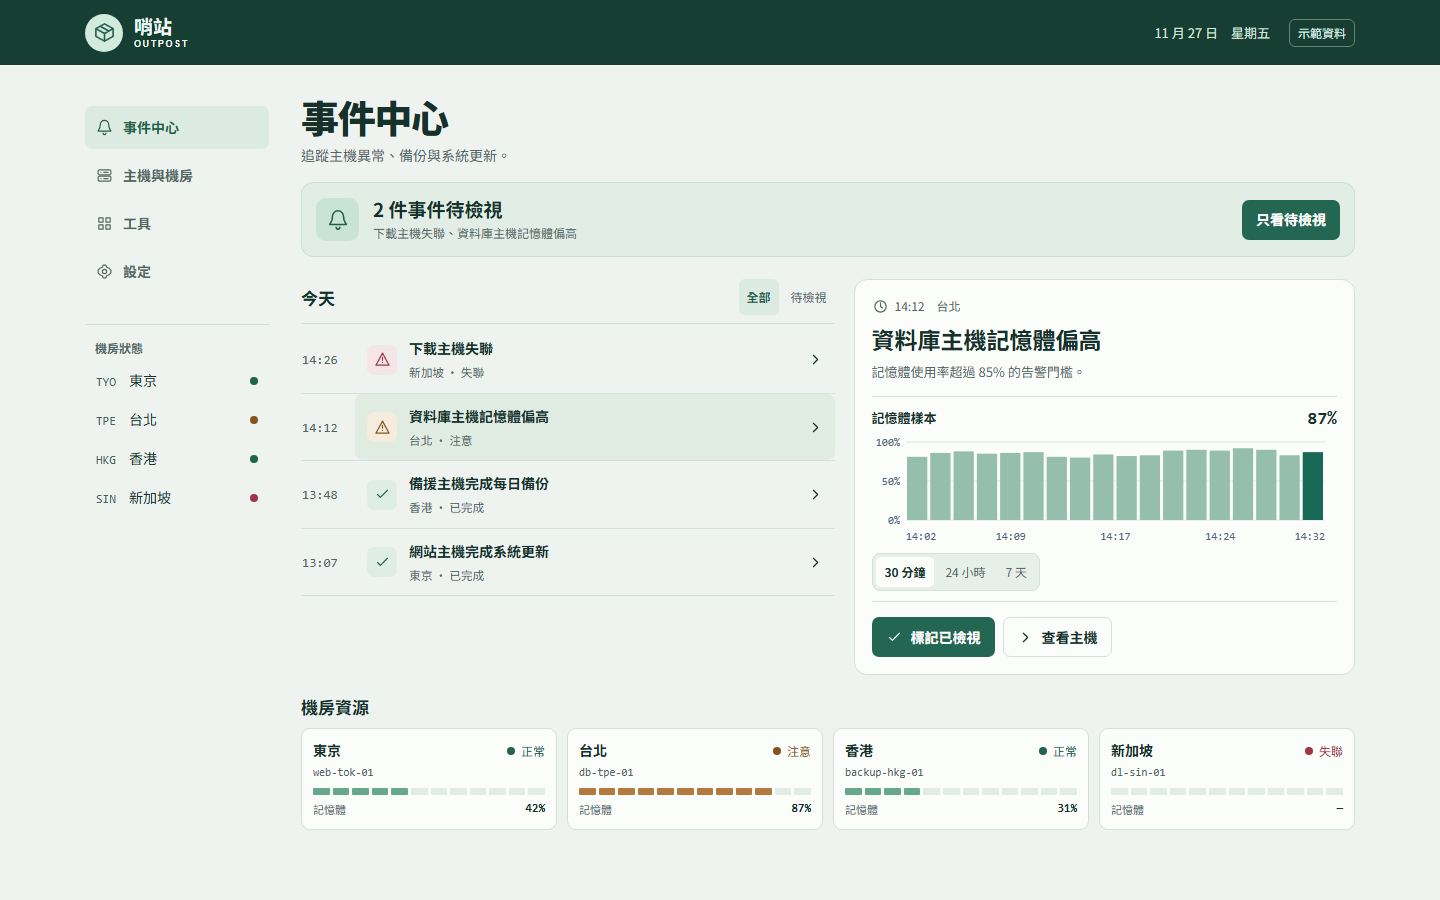 哨站
OUTPOST
11 月 27 日 星期五
示範資料
事件中心
主機與機房
工具
設定
機房狀態
TYO 東京
TPE 台北
HKG 香港
SIN 新加坡
事件中心
追蹤主機異常、備份與系統更新。
2 件事件待檢視
下載主機失聯、資料庫主機記憶體偏高
只看待檢視
今天
全部
待檢視
14:26
下載主機失聯
新加坡 • 失聯
14:12
資料庫主機記憶體偏高
台北 • 注意
13:48
備援主機完成每日備份
香港 • 已完成
13:07
網站主機完成系統更新
東京 • 已完成
14:12 台北
資料庫主機記憶體偏高
記憶體使用率超過 85% 的告警門檻。
記憶體樣本
87%
100%
50%
0%
14:02 14:09 14:17 14:24 14:32
30 分鐘
24 小時
7 天
標記已檢視
查看主機
機房資源
東京
正常
web-tok-01
記憶體
42%
台北
注意
db-tpe-01
記憶體
87%
香港
正常
backup-hkg-01
記憶體
31%
新加坡
失聯
dl-sin-01
記憶體
—